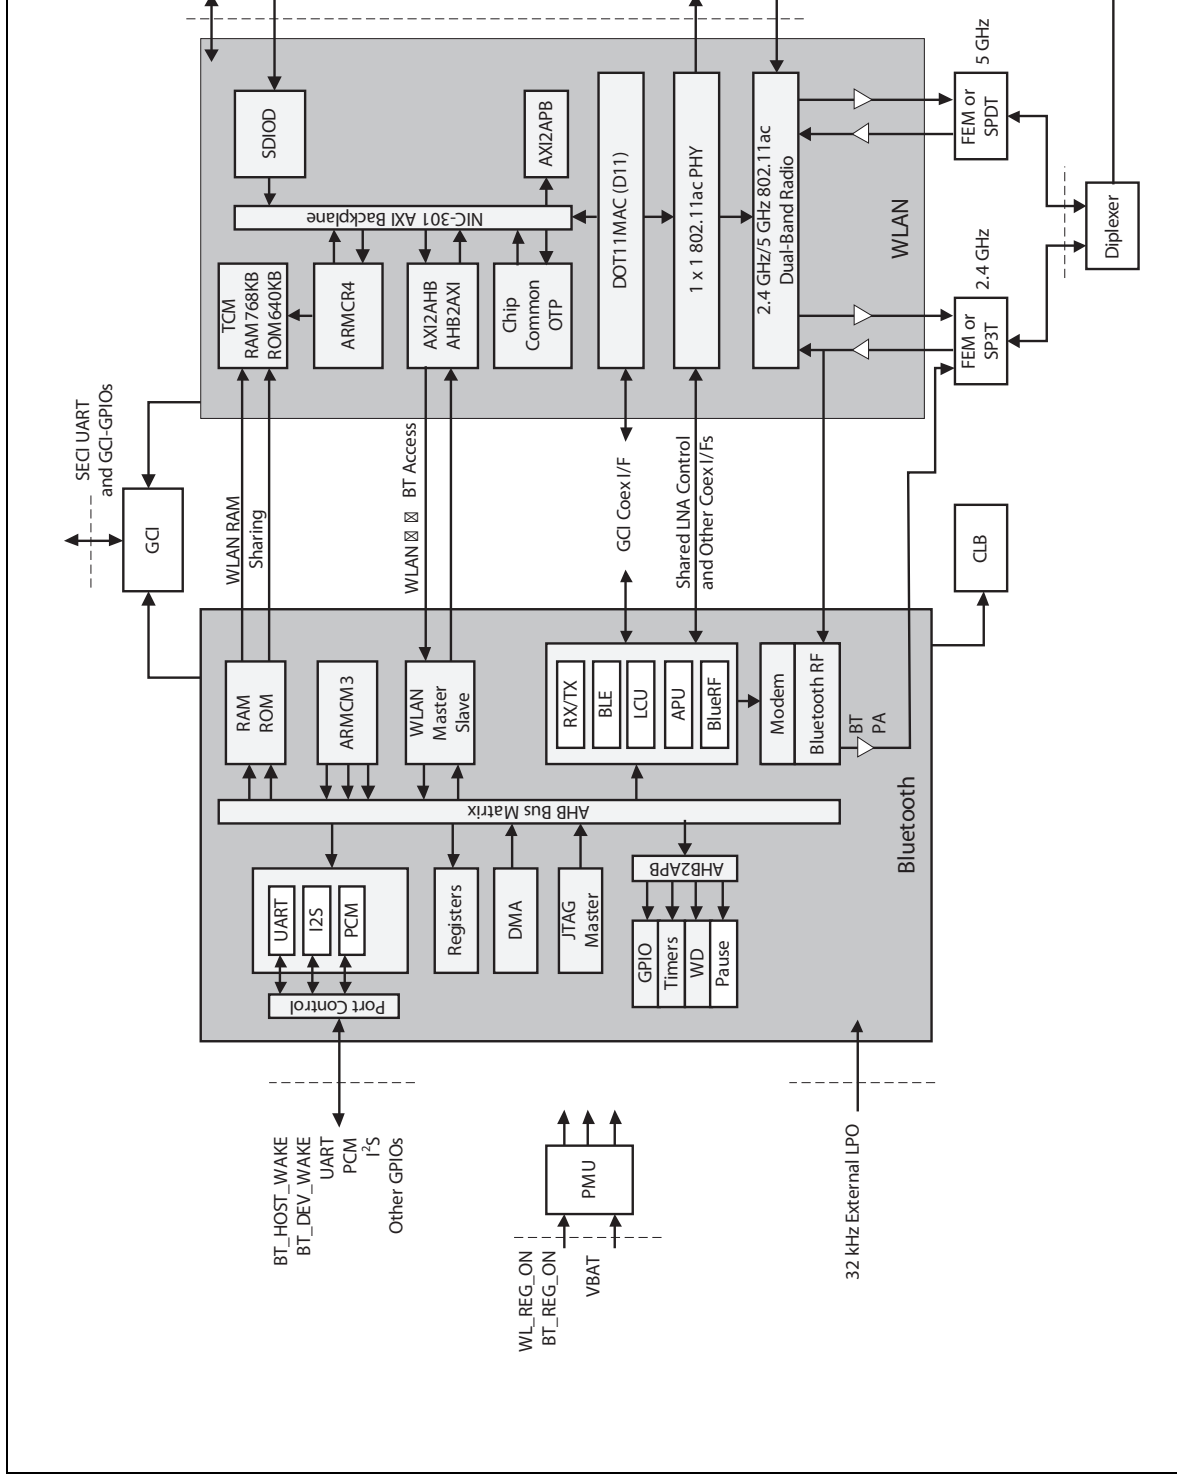 5 GHz
SDIOD
AXI2APB
NIC-301 AXI Backplane
TCM
RAM768KB
ROM640KB
ARMCR4
AXI2AHB
AHB2AXI
Chip
Common
OTP
DOT11MAC (D11)
1 x 1 802.11ac PHY
2.4 GHz/5 GHz 802.11ac
Dual-Band Radio
WLAN
FEM or
SPDT
2.4 GHz
FEM or
SP3T
Diplexer
SECI UART
and GCI-GPIOs
GCI
WLAN RAM
Sharing
WLAN BT Access
GCI Coex I/F
Shared LNA Control
and Other Coex I/Fs
CLB
RAM
ROM
ARMCM3
WLAN
Master
Slave
RX/TX
BLE
LCU
APU
BlueRF
Modem
Bluetooth RF
BT
PA
AHB Bus Matrix
Bluetooth
UART
I2S
PCM
Port Control
Registers
DMA
JTAG
Master
AHB2APB
GPIO
Timers
WD
Pause
BT_HOST_WAKE
BT_DEV_WAKE
UART
PCM
I²S
Other GPIOs
PMU
WL_REG_ON
BT_REG_ON
VBAT
32 kHz External LPO